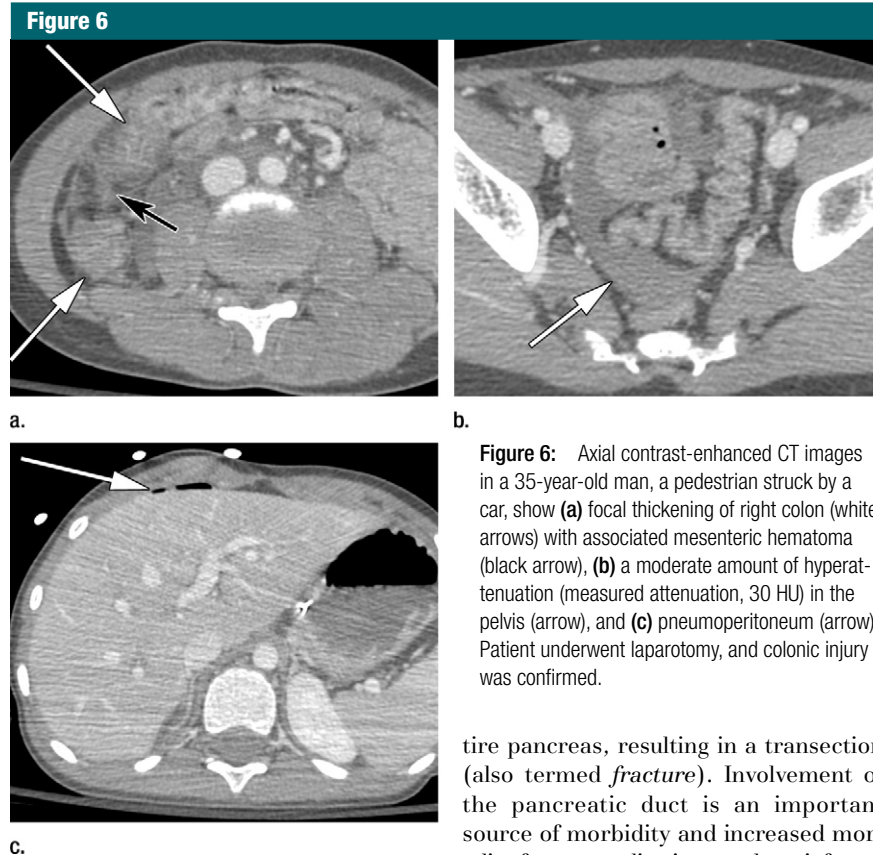 Figure 6
a.
b.
c.
Figure 6: Axial contrast-enhanced CT images
in a 35-year-old man, a pedestrian struck by a
car, show (a) focal thickening of right colon (white
arrows) with associated mesenteric hematoma
(black arrow), (b) a moderate amount of hyperat-
tenuation (measured attenuation, 30 HU) in the
pelvis (arrow), and (c) pneumoperitoneum (arrow)
Patient underwent laparotomy, and colonic injury
was confirmed.
tire pancreas, resulting in a transection
(also termed fracture). Involvement o
the pancreatic duct is an importan
source of morbidity and increased mor